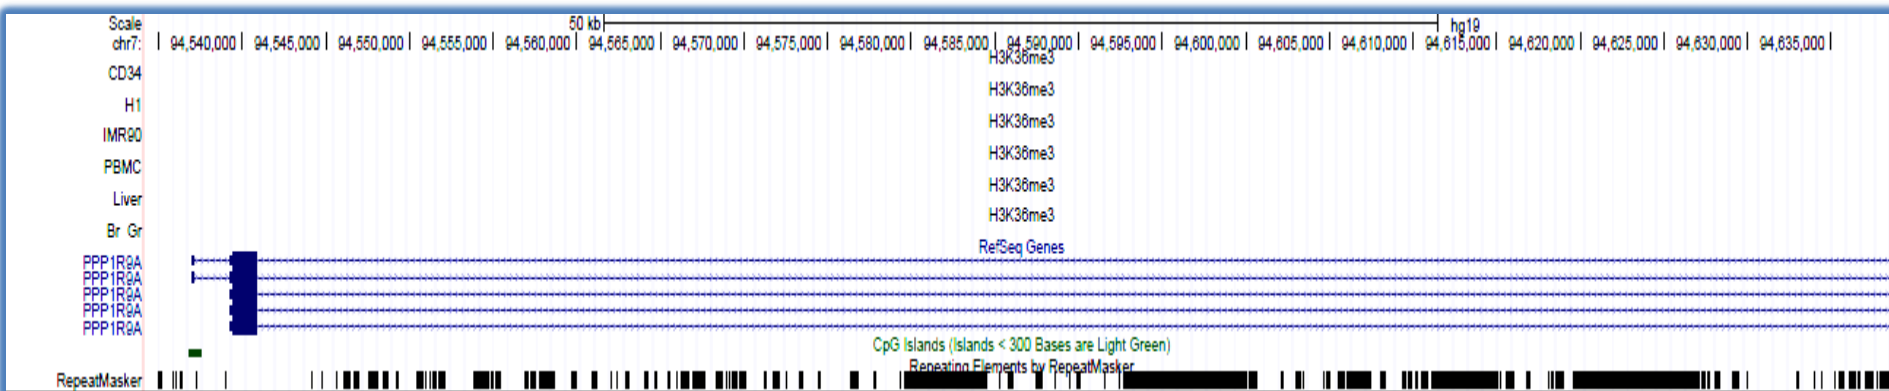 Scale 50 kb hg19
chr7: 94,540,000 94,545,000 94,550,000 94,555,000 94,560,000 94,565,000 94,570,000 94,575,000 94,580,000 94,585,000 94,590,000 94,595,000 94,600,000 94,605,000 94,610,000 94,615,000 94,620,000 94,625,000 94,630,000 94,635,000
H3K36me3
CD34
H3K36me3
H1
H3K36me3
IMR90
H3K36me3
PBMC
H3K36me3
Liver
H3K36me3
Br Gr
RefSeq Genes
PPP1R9A
PPP1R9A
PPP1R9A
PPP1R9A
PPP1R9A
CpG Islands (Islands < 300 Bases are Light Green)
Repeating Elements by RepeatMasker
RepeatMasker